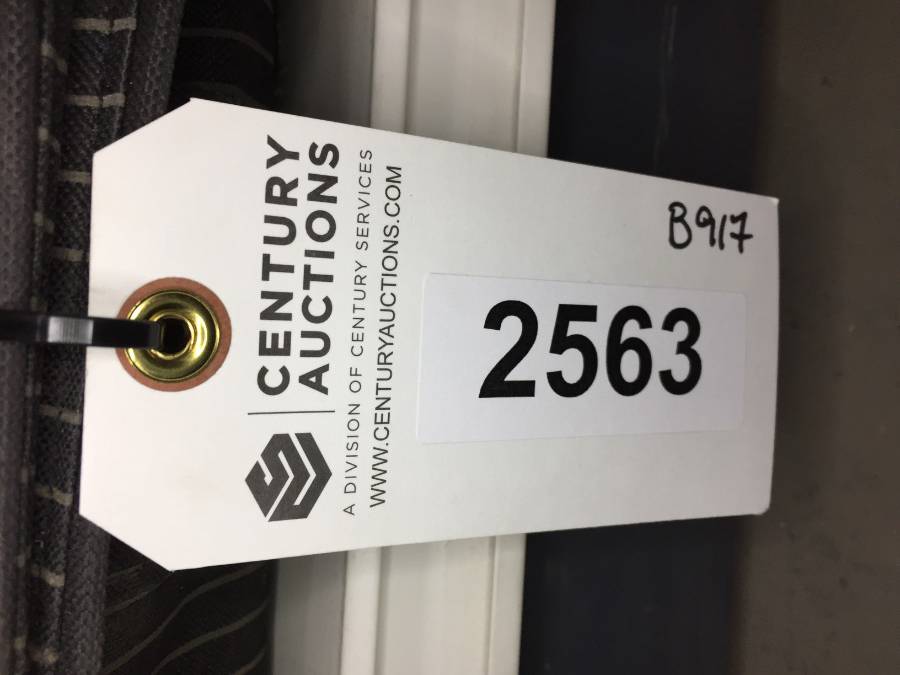 CENTURY
AUCTIONS
A DIVISION OF CENTURY SERVICES
WWW.CENTURYAUCTIONS.COM
B917
2563